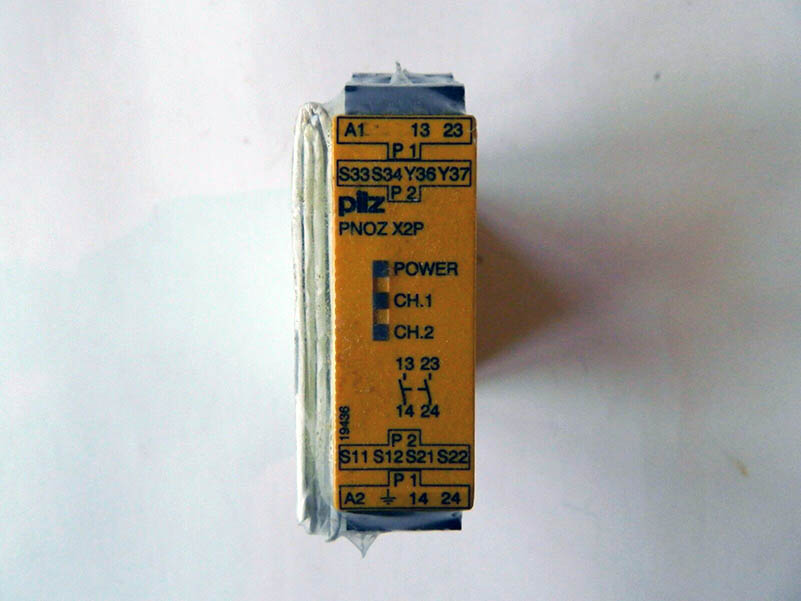 A1 13 23
P 1
S33 S34 Y36 Y37
P 2
pilz
PNOZ X2P
POWER
CH.1
CH.2
13 23
14 24
19436
P 2
S11 S12 S21 S22
P 1
A2 ⏚ 14 24